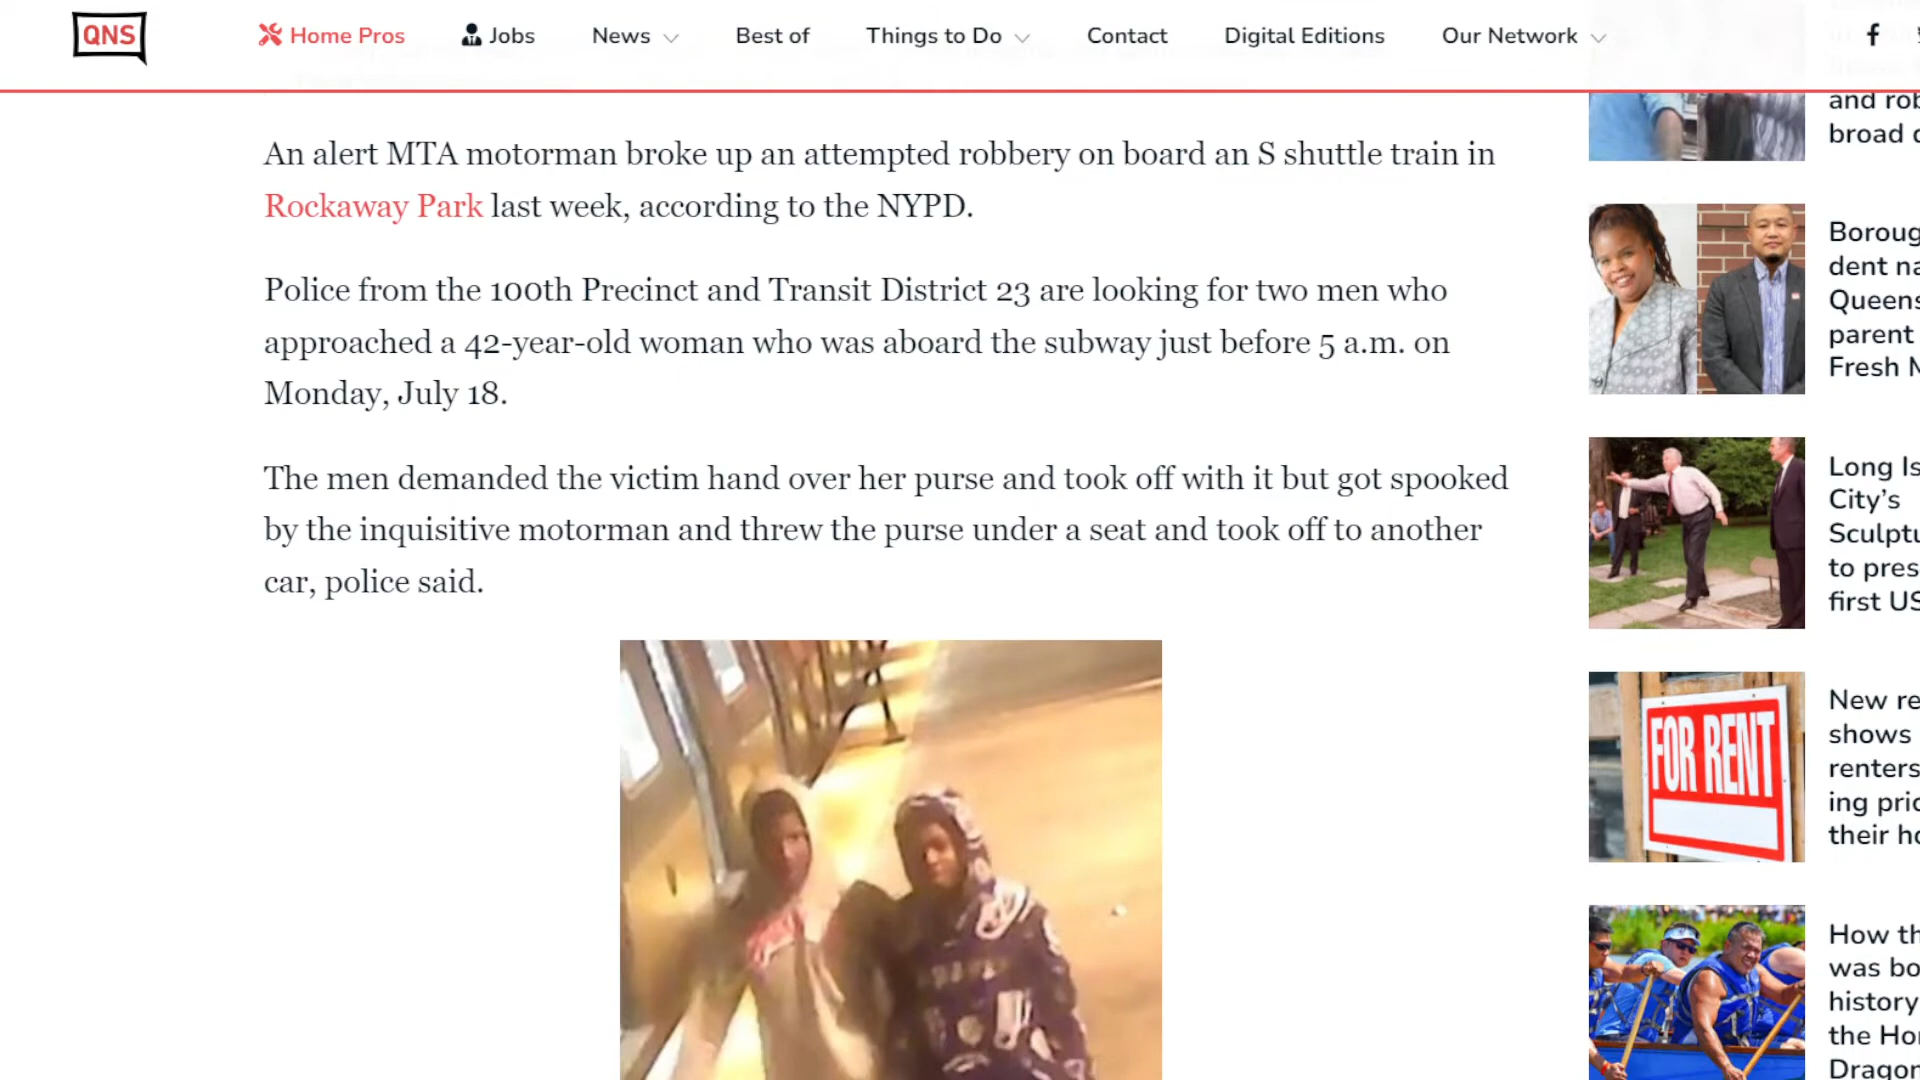 QNS
Home Pros
Jobs
News
Best of
Things to Do
Contact
Digital Editions
Our Network
An alert MTA motorman broke up an attempted robbery on board an S shuttle train in
Rockaway Park last week, according to the NYPD.
Police from the 100th Precinct and Transit District 23 are looking for two men who
approached a 42-year-old woman who was aboard the subway just before 5 a.m. on
Monday, July 18.
The men demanded the victim hand over her purse and took off with it but got spooked
by the inquisitive motorman and threw the purse under a seat and took off to another
car, police said.
and rob
broad
Boroug
dent na
Queens
parent
Fresh
Long Is
City’s
Sculptu
to pres
first US
FOR RENT
New re
shows
renters
ing pric
their ho
How th
was bo
history
the Ho
Dragon